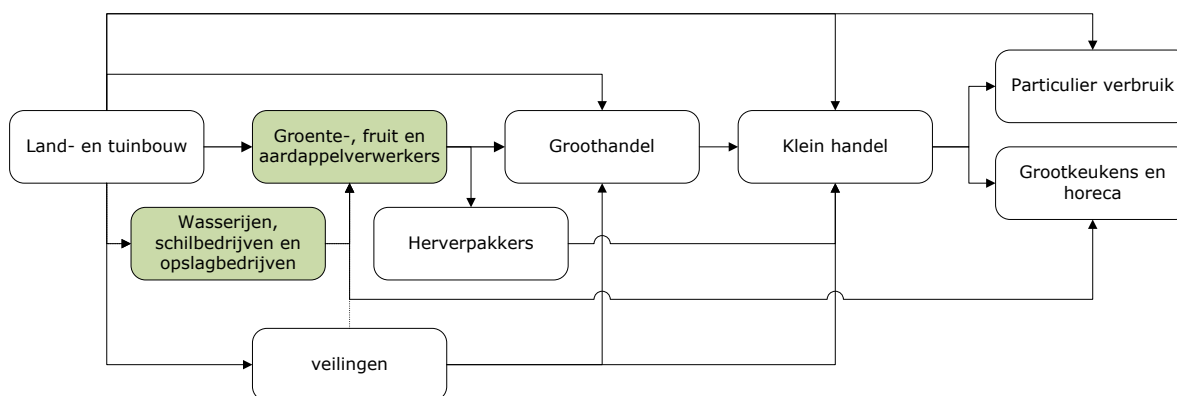 Particulier verbruik
Land- en tuinbouw
Groente-, fruit en
aardappelverwerkers
Groothandel
Klein handel
Grootkeukens en
horeca
Wasserijen,
schilbedrijven en
opslagbedrijven
Herverpakkers
veilingen